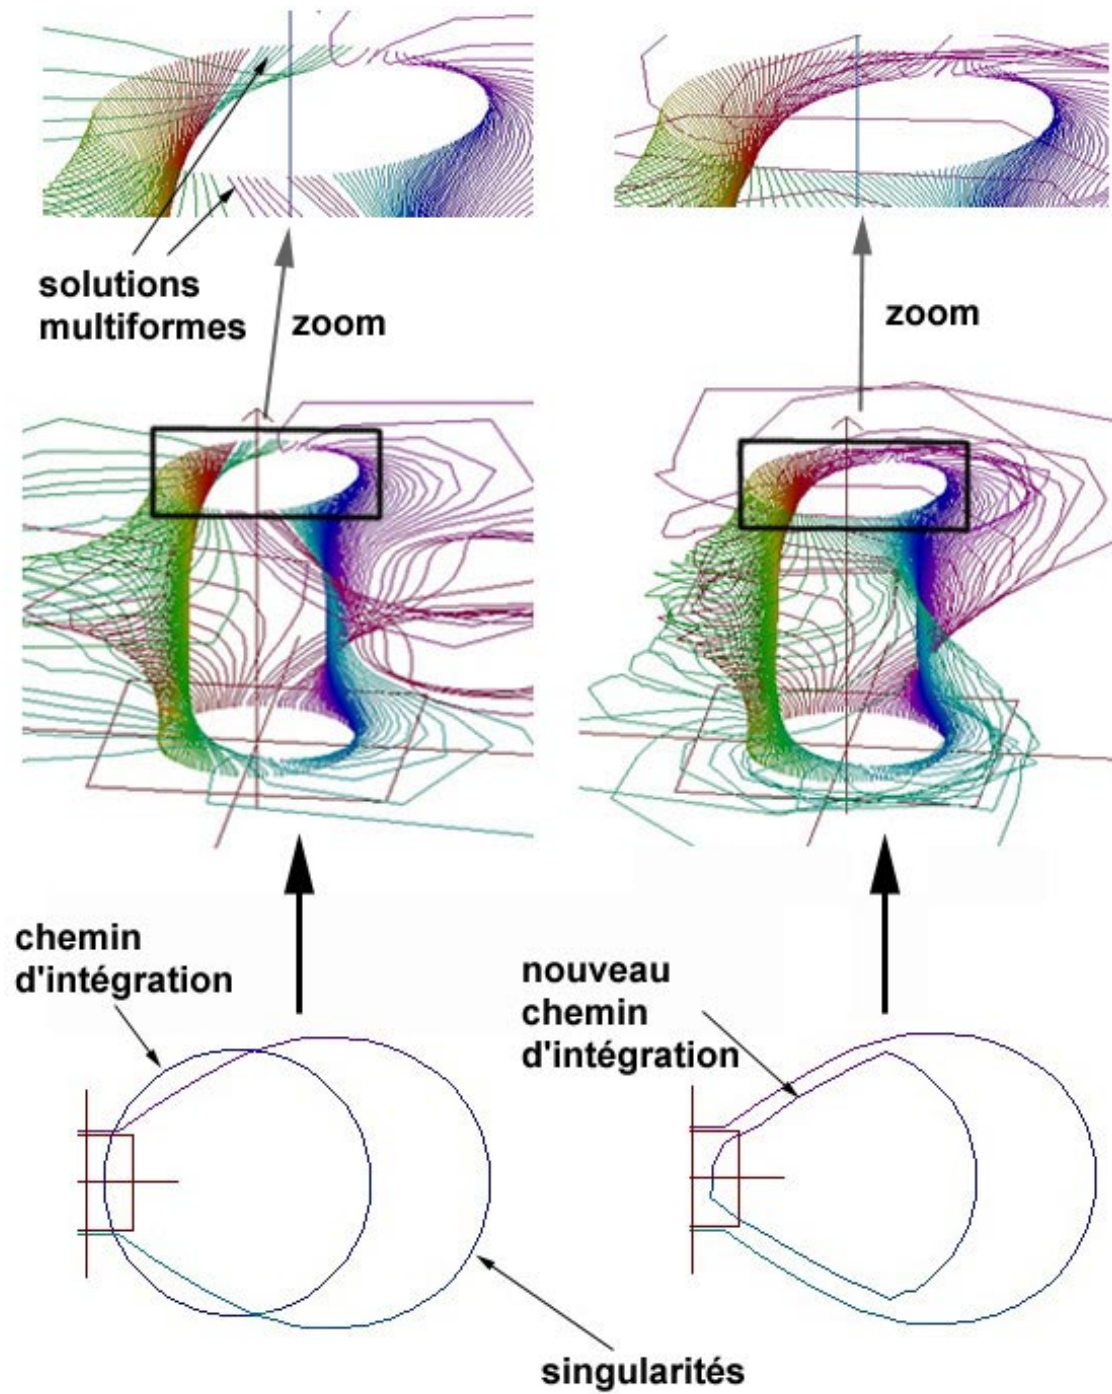 solutions
multiformes
zoom
zoom
chemin
d'intégration
nouveau
chemin
d'intégration
singularités